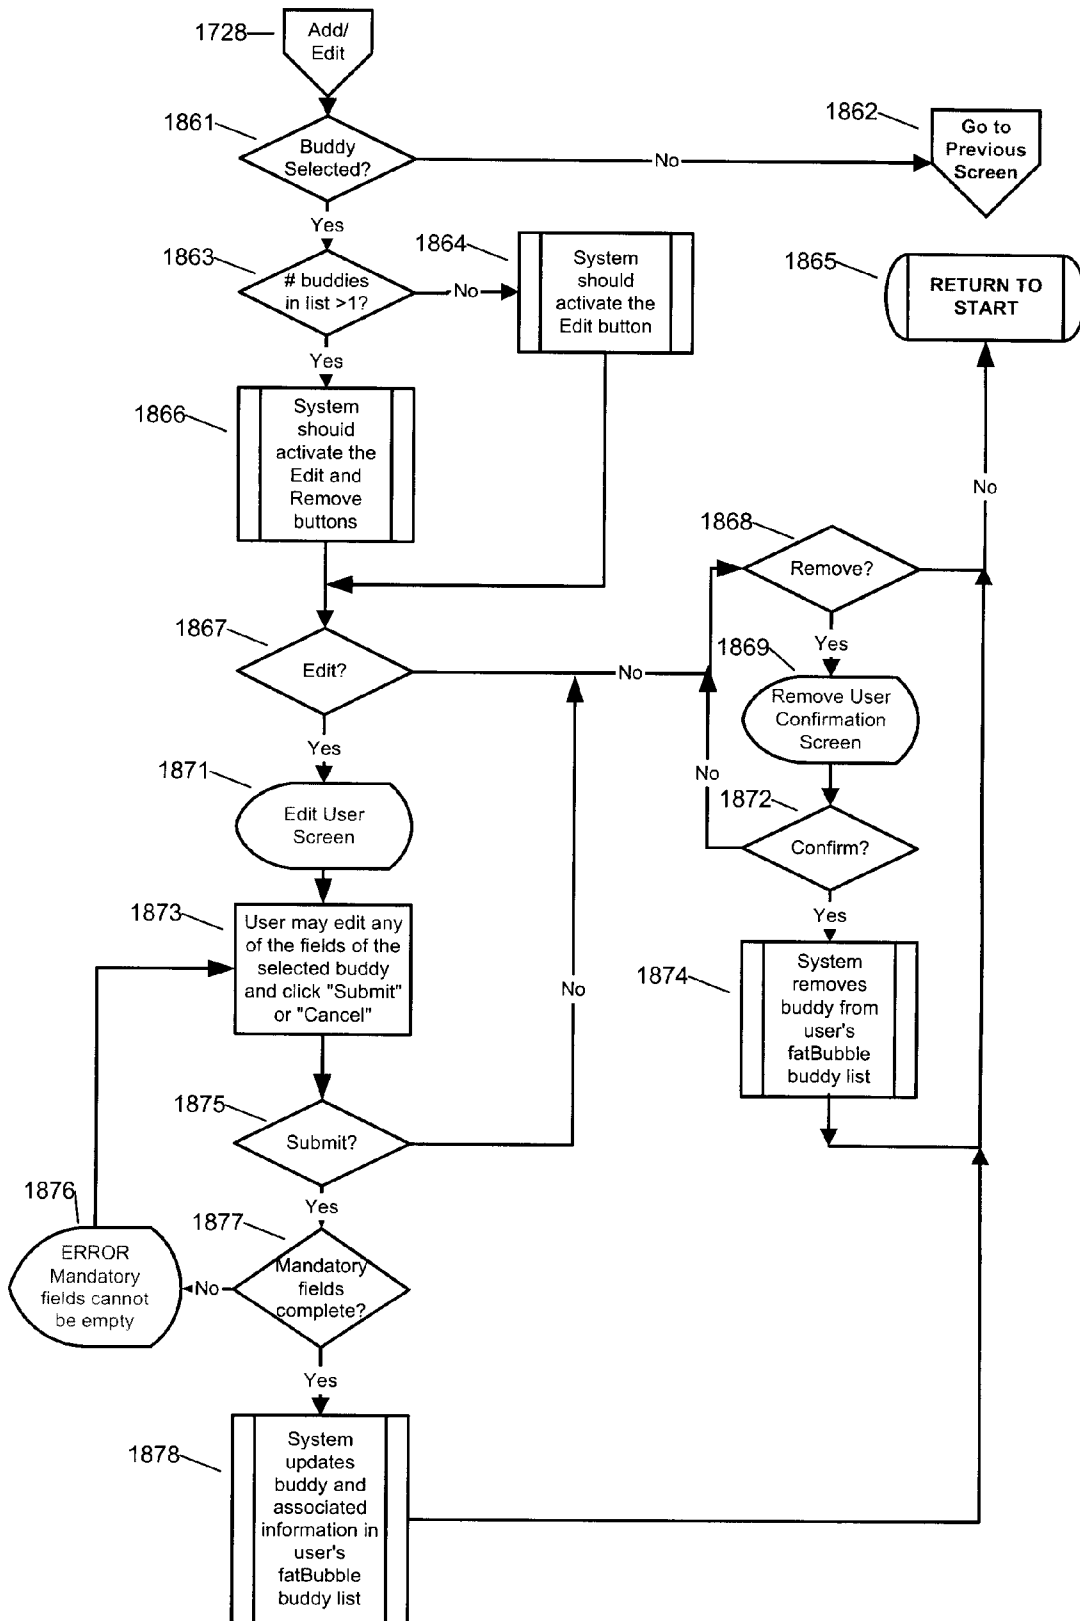 1728
Add/
Edit
1861
Buddy
Selected?
No
1862
Go to
Previous
Screen
Yes
1863
# buddies
in list >1?
No
1864
System
should
activate the
Edit button
1865
RETURN TO
START
Yes
1866
System
should
activate the
Edit and
Remove
buttons
No
1868
Remove?
1867
Edit?
No
Yes
1869
Remove User
Confirmation
Screen
Yes
1871
Edit User
Screen
No
1872
Confirm?
1873
User may edit any
of the fields of the
selected buddy
and click "Submit"
or "Cancel"
No
Yes
1874
System
removes
buddy from
user's
fatBubble
buddy list
1875
Submit?
Yes
1876
ERROR
Mandatory
fields cannot
be empty
1877
Mandatory
fields
complete?
No
Yes
1878
System
updates
buddy and
associated
information in
user's
fatBubble
buddy list